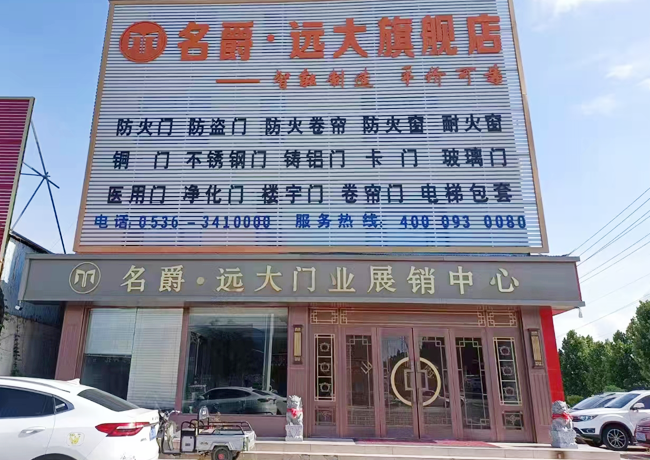 名爵·远大旗舰店
智能制造 平价可靠
防火门 防盗门 防火卷帘 防火窗 耐火窗
铜门 不锈钢门 铸铝门 卡门 玻璃门
医用门 净化门 楼宇门 卷帘门 电梯包套
电话:0536-3410000 服务热线:400 093 0080
名爵·远大门业展销中心